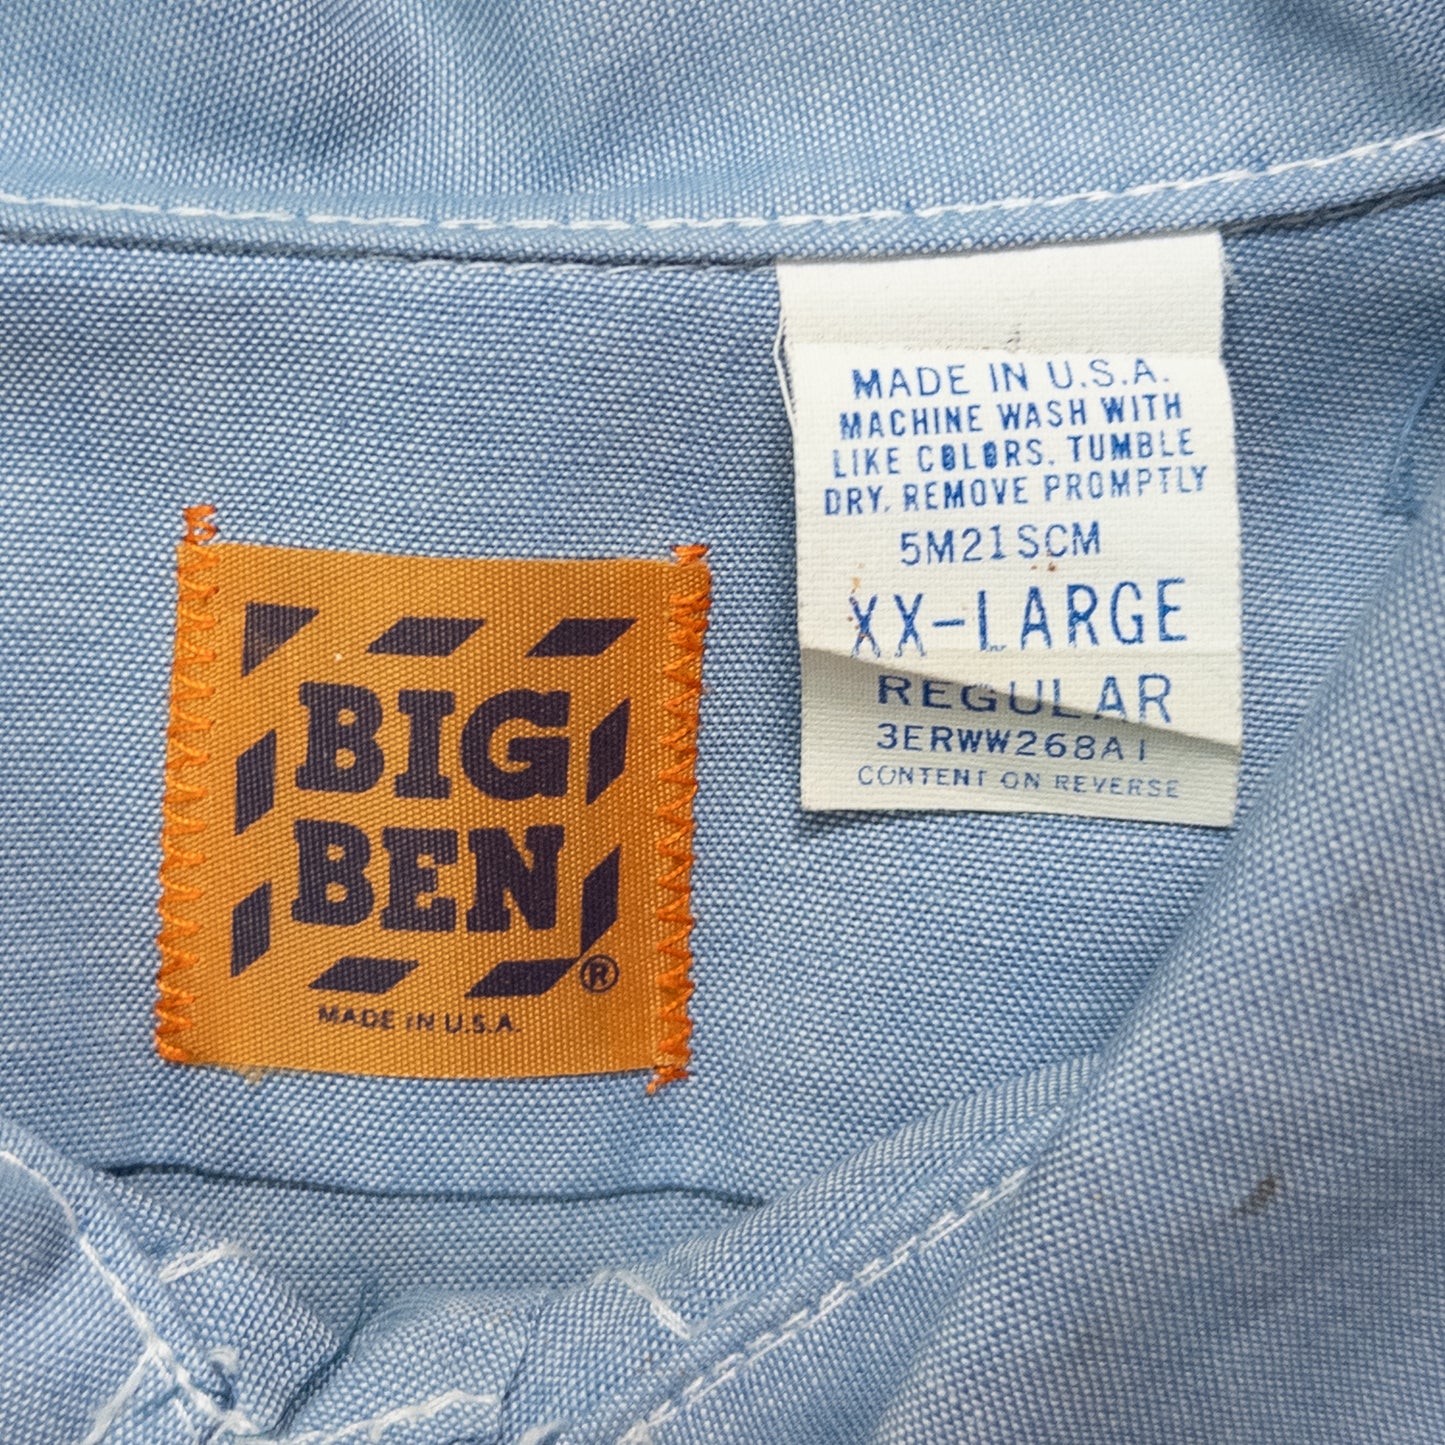 BIG
BEN
®
MADE IN U.S.A.
MADE IN U.S.A.
MACHINE WASH WITH
LIKE COLORS. TUMBLE
DRY. REMOVE PROMPTLY
5M21SCM
XX-LARGE
REGULAR
3ERWW268A1
CONTENT ON REVERSE